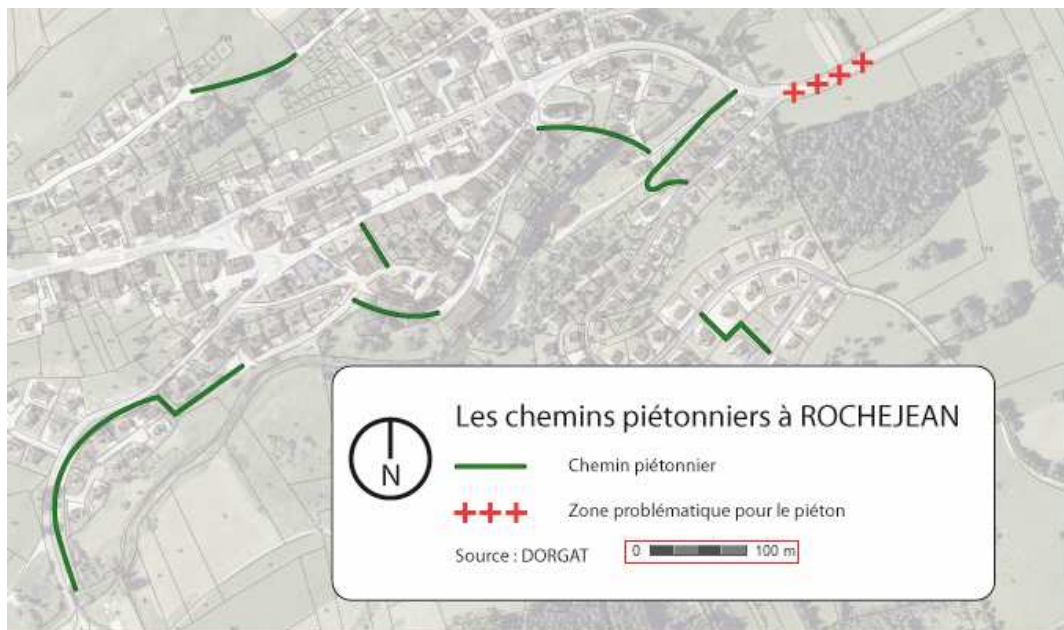 Les chemins piétonniers à ROCHEJEAN
N
Chemin piétonnier
+++ Zone problématique pour le piéton
Source : DORGAT
0 100 m